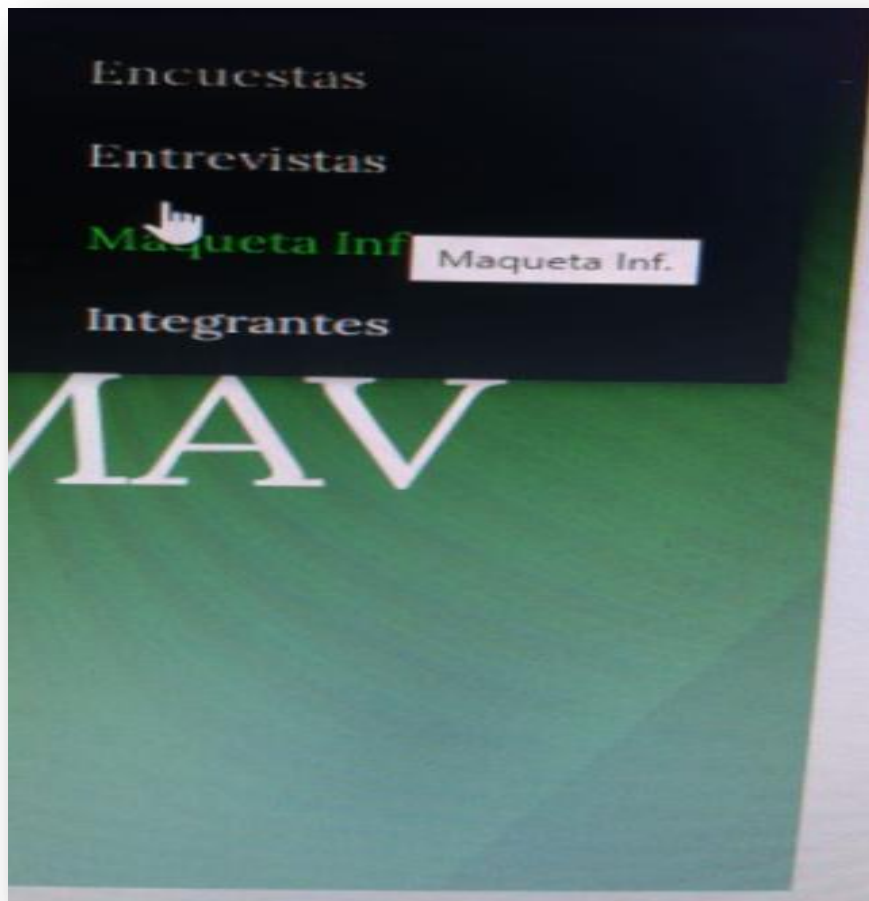 Encuestas
Entrevistas
Maqueta Inf
Maqueta Inf.
Integrantes
MAV